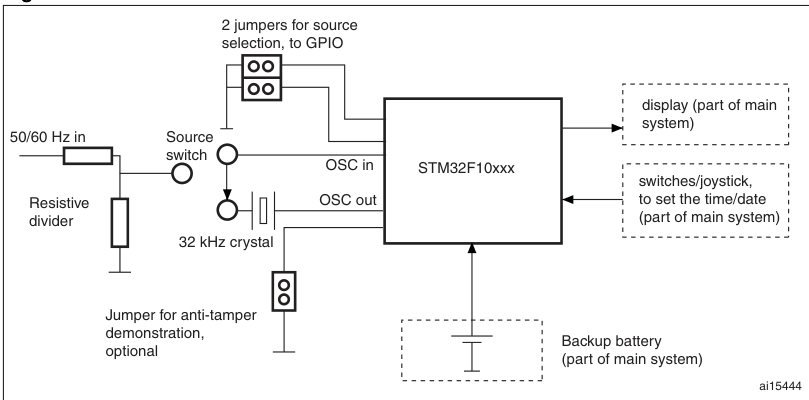 2 jumpers for source
selection, to GPIO
50/60 Hz in
Source
switch
OSC in
STM32F10xxx
display (part of main
system)
switches/joystick,
to set the time/date
(part of main system)
Resistive
divider
OSC out
32 kHz crystal
Jumper for anti-tamper
demonstration,
optional
Backup battery
(part of main system)
ai15444